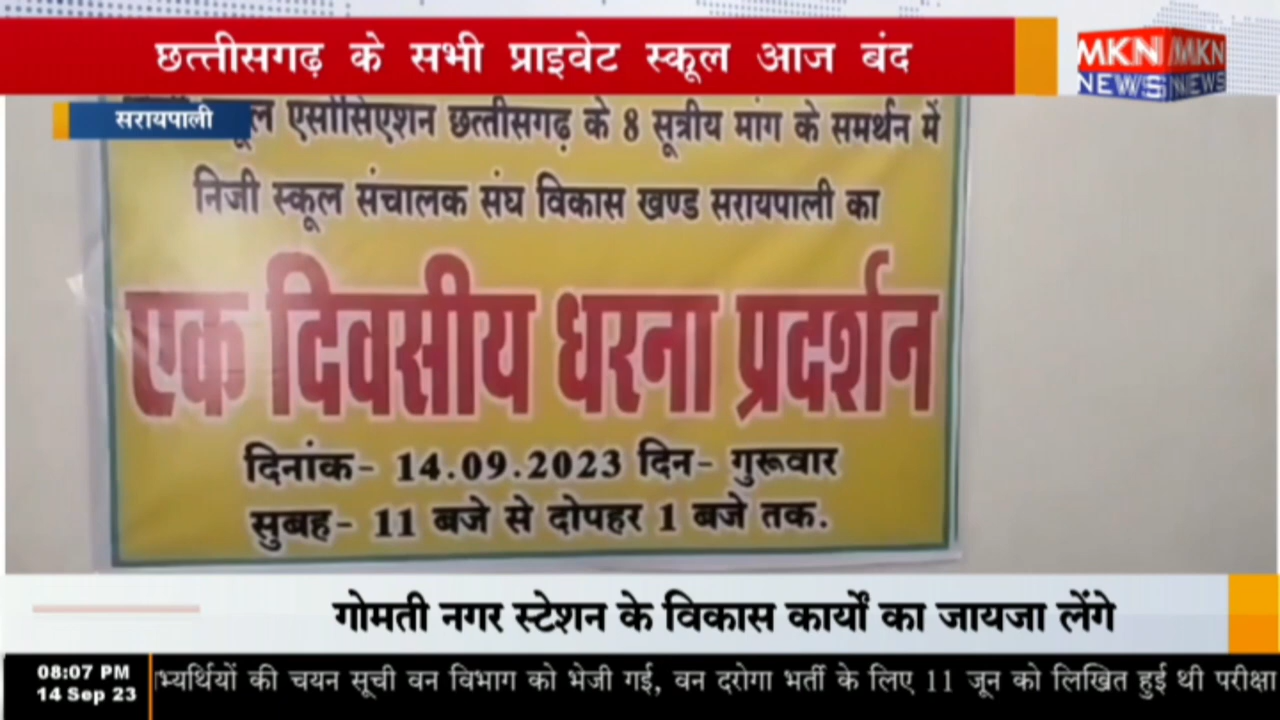 छत्तीसगढ़ के सभी प्राइवेट स्कूल आज बंद
MKN MKN
NEWS NEWS
सरायपाली
एसोसिएशन छत्तीसगढ़ के 8 सूत्रीय मांग के समर्थन में
निजी स्कूल संचालक संघ विकास खण्ड सरायपाली का
एक दिवसीय धरना प्रदर्शन
दिनांक- 14.09.2023 दिन- गुरूवार
सुबह- 11 बजे से दोपहर 1 बजे तक.
गोमती नगर स्टेशन के विकास कार्यों का जायजा लेंगे
08:07 PM
14 Sep 23
की चयन सूची वन विभाग को भेजी गई, वन दरोगा भर्ती के लिए 11 जून को लिखित हुई थी परीक्षा